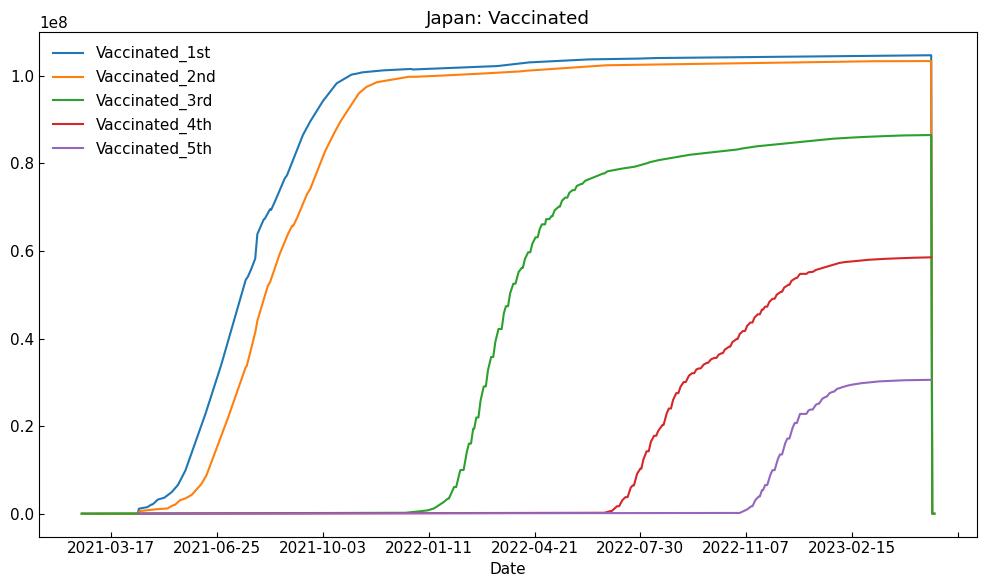 Japan: Vaccinated
1e8
Vaccinated_1st
Vaccinated_2nd
Vaccinated_3rd
Vaccinated_4th
Vaccinated_5th
1.0
0.8
0.6
0.4
0.2
0.0
2021-03-17 2021-06-25 2021-10-03 2022-01-11 2022-04-21 2022-07-30 2022-11-07 2023-02-15
Date